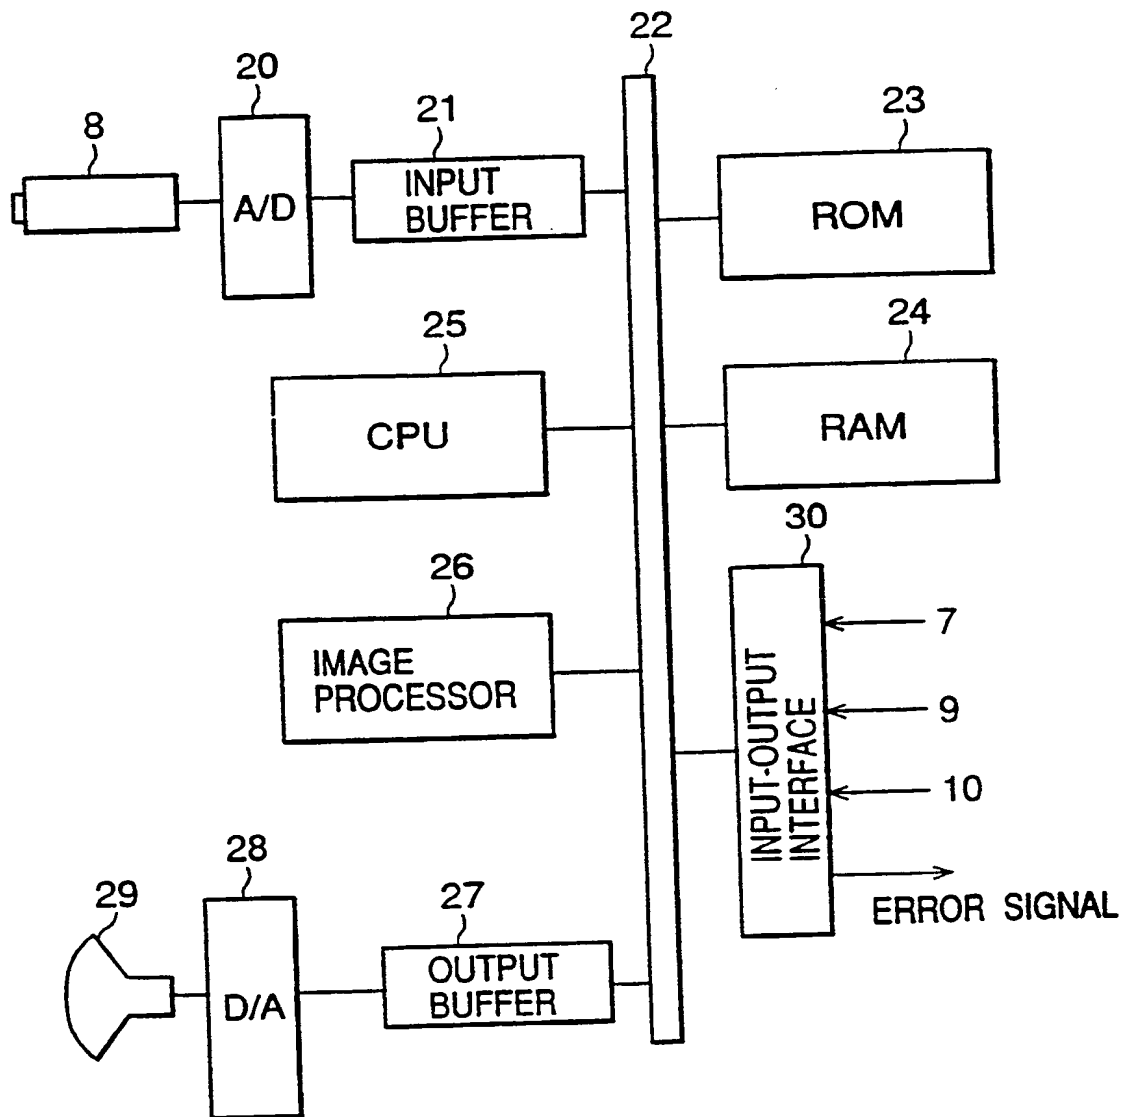 22
20
8
21
23
A/D
INPUT
BUFFER
ROM
25
24
CPU
RAM
30
26
7
IMAGE
PROCESSOR
9
INPUT-OUTPUT
INTERFACE
10
28
29
27
ERROR SIGNAL
OUTPUT
BUFFER
D/A